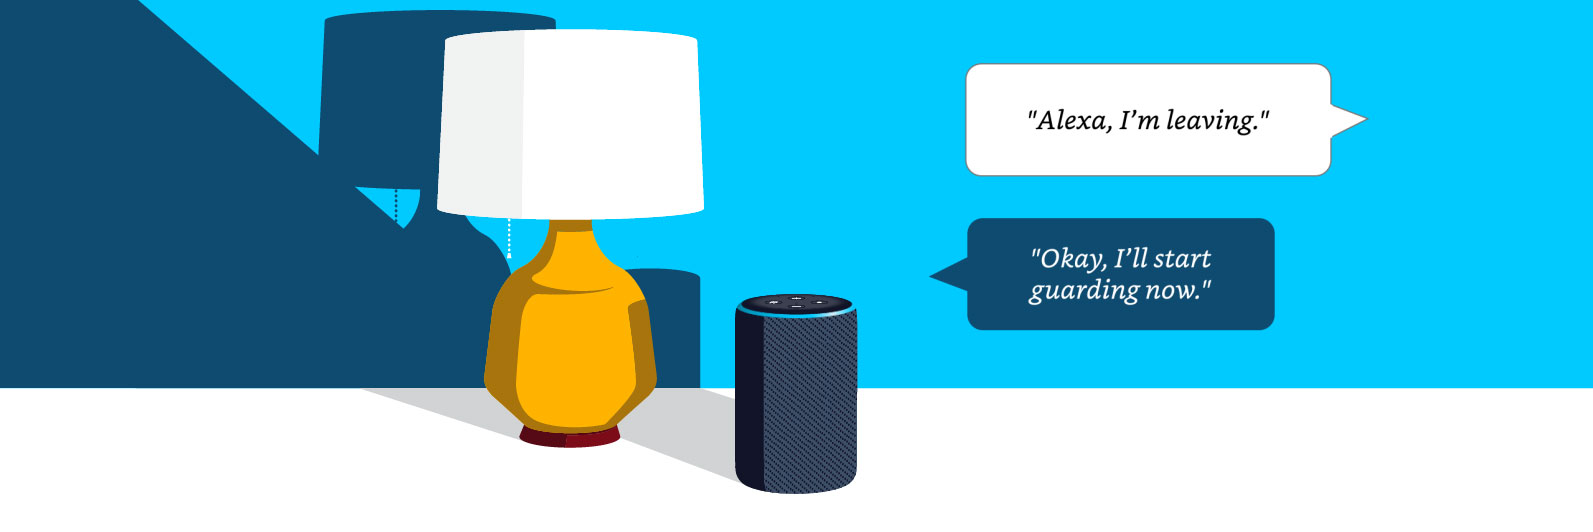 "Alexa, I’m leaving."
"Okay, I’ll start
guarding now."